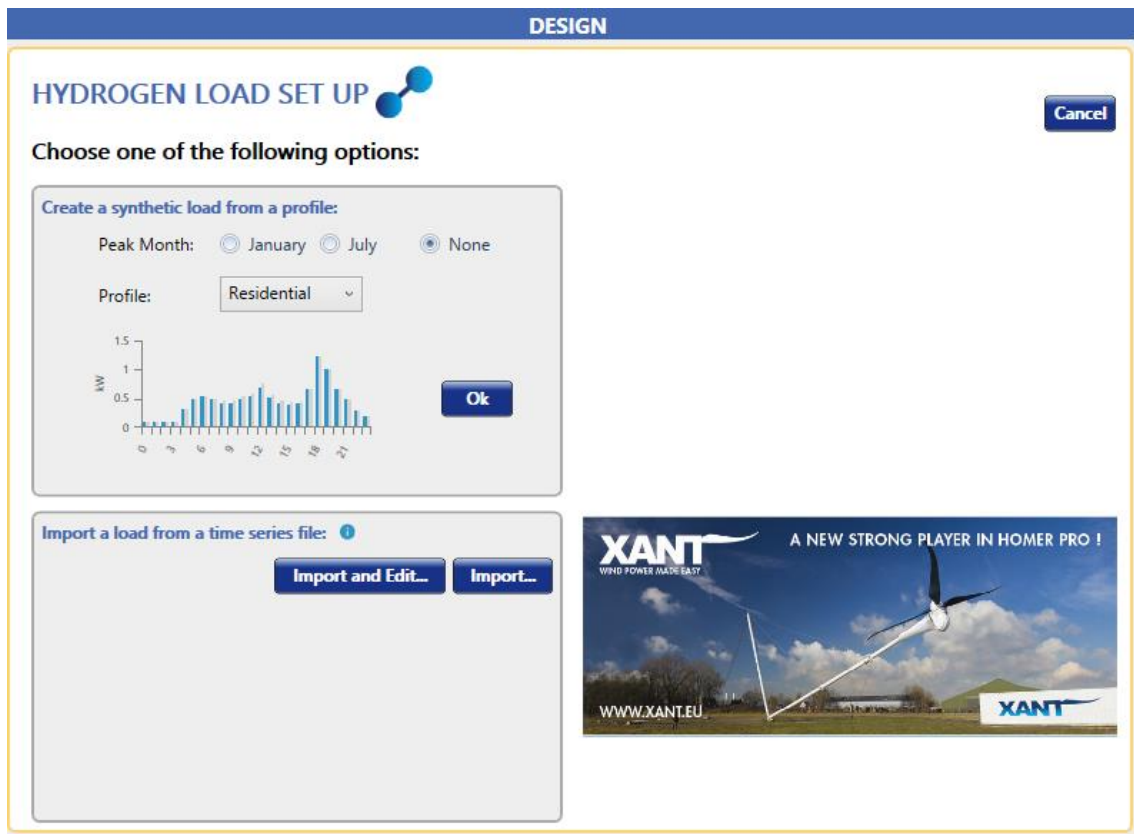 DESIGN
HYDROGEN LOAD SET UP
Cancel
Choose one of the following options:
Create a synthetic load from a profile:
Peak Month: January July None
Profile: Residential
1.5
1
0.5
0
kW
0 3 6 9 12 15 18 21
Ok
Import a load from a time series file:
Import and Edit... Import...
XANT
WIND POWER MADE EASY
A NEW STRONG PLAYER IN HOMER PRO !
WWW.XANT.EU
XANT